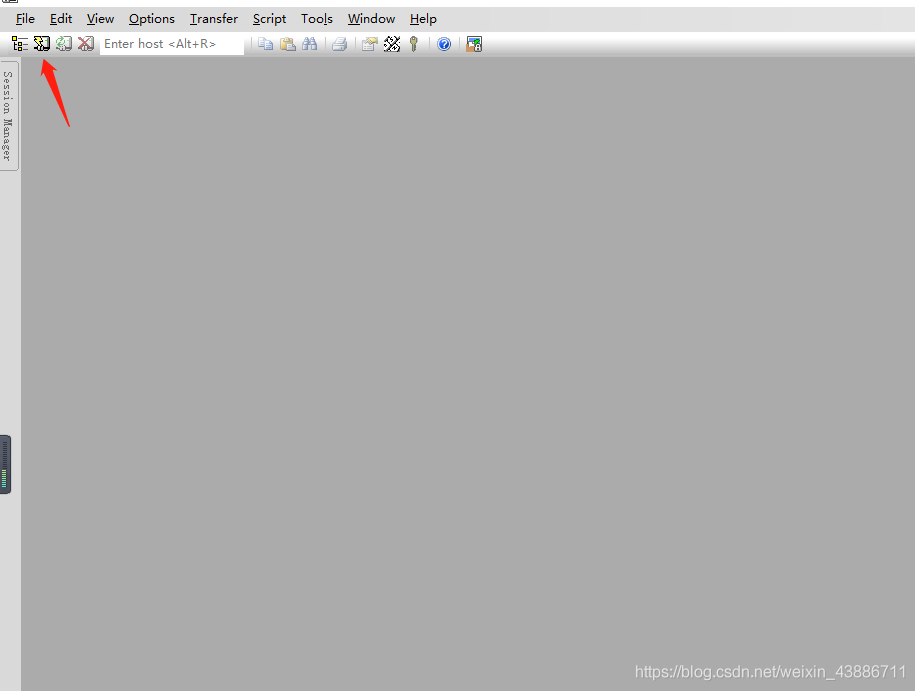 File Edit View Options Transfer Script Tools Window Help
Enter host <Alt+R>
Session Manager
https://blog.csdn.net/weixin_43886711